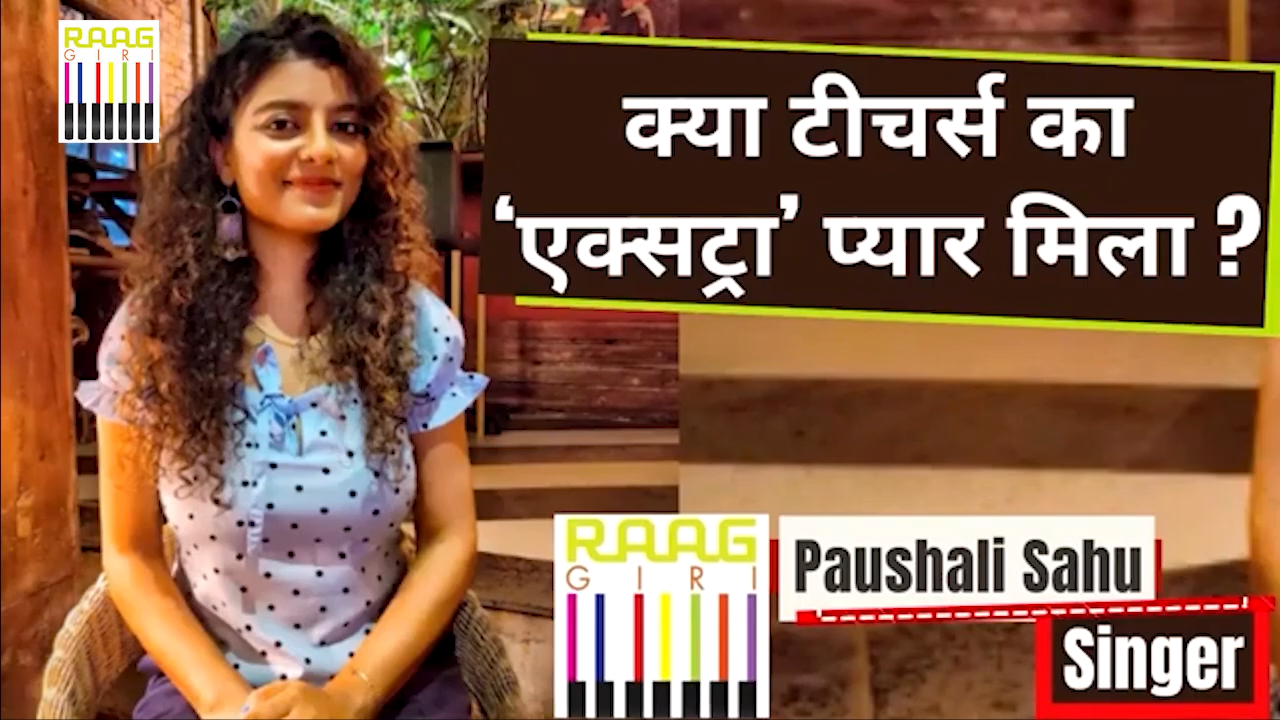 RAAG
GIRI
क्या टीचर्स का
‘एक्सट्रा’ प्यार मिला ?
RAAG
GIRI
Paushali Sahu
Singer